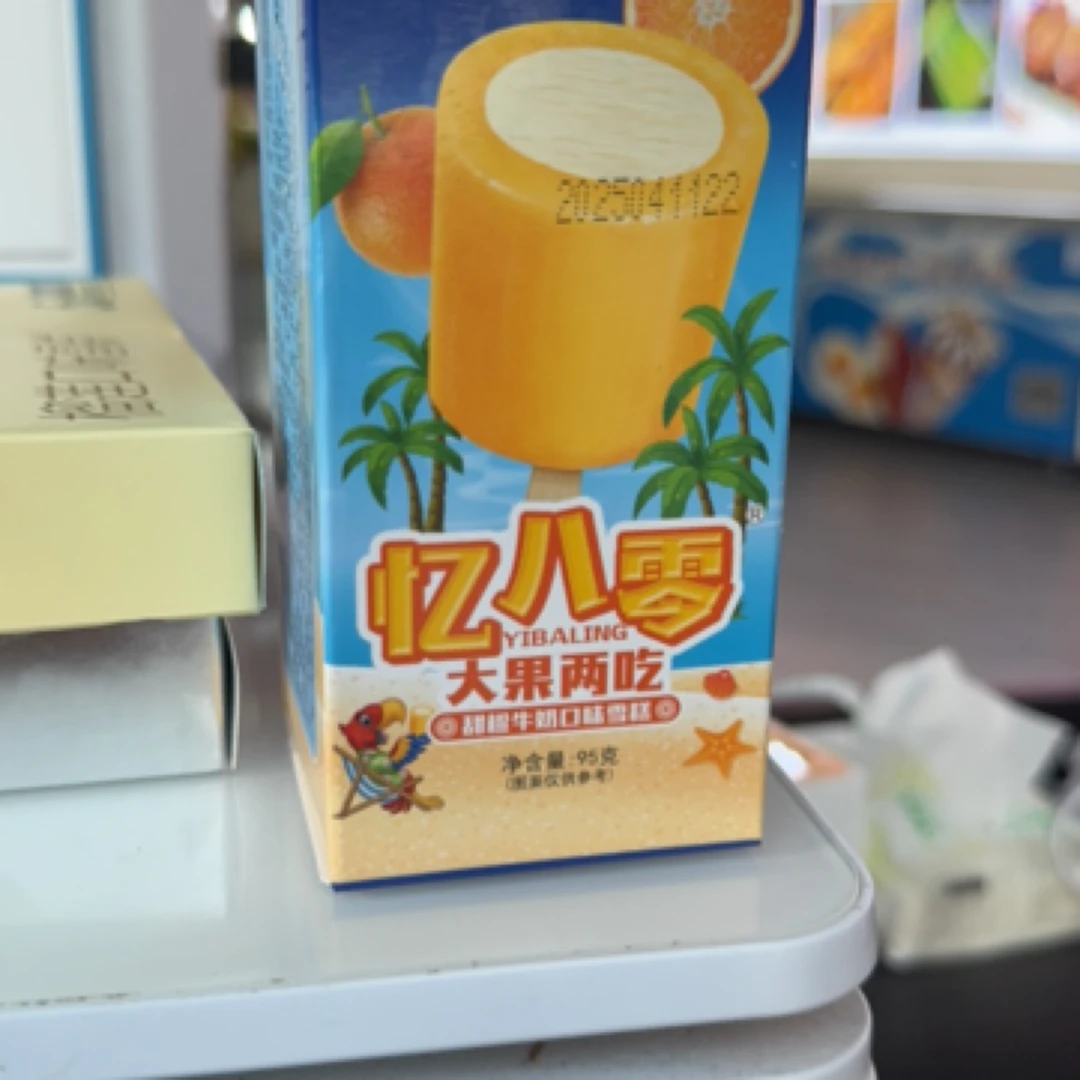 2025041122
忆八零
®
YIBALING
大果两吃
甜橙牛奶口味雪糕
净含量:95克
(图案仅供参考)